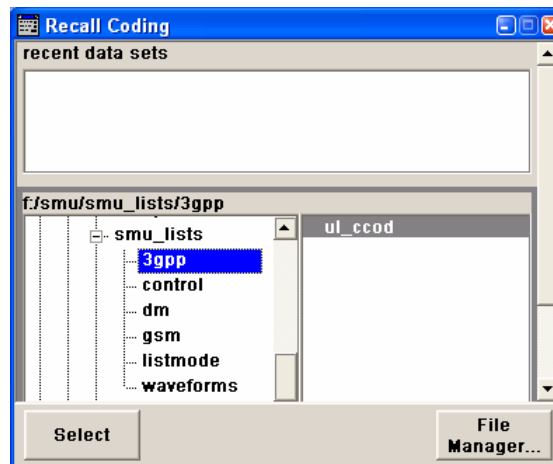 Recall Coding
recent data sets
f:/smu/smu_lists/3gpp
smu_lists
3gpp
control
dm
gsm
listmode
waveforms
ul_ccod
Select
File
Manager...